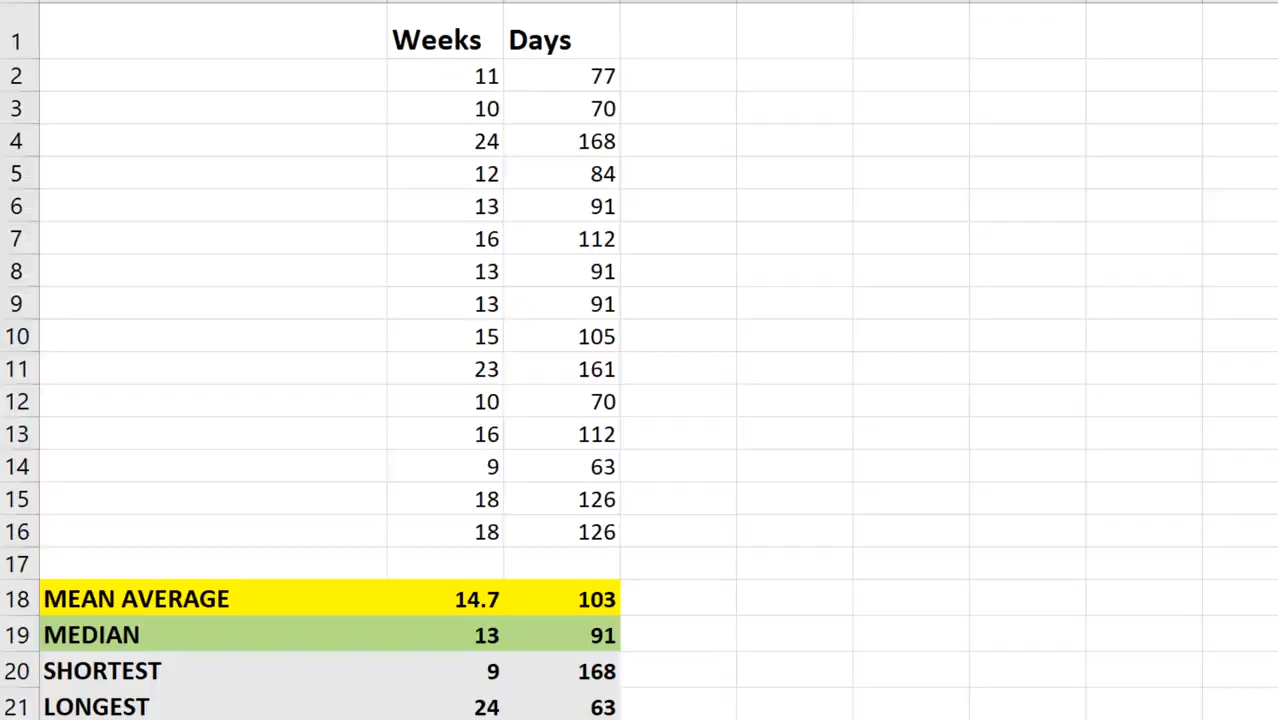 1 Weeks Days
2 11 77
3 10 70
4 24 168
5 12 84
6 13 91
7 16 112
8 13 91
9 13 91
10 15 105
11 23 161
12 10 70
13 16 112
14 9 63
15 18 126
16 18 126
17
18 MEAN AVERAGE 14.7 103
19 MEDIAN 13 91
20 SHORTEST 9 168
21 LONGEST 24 63